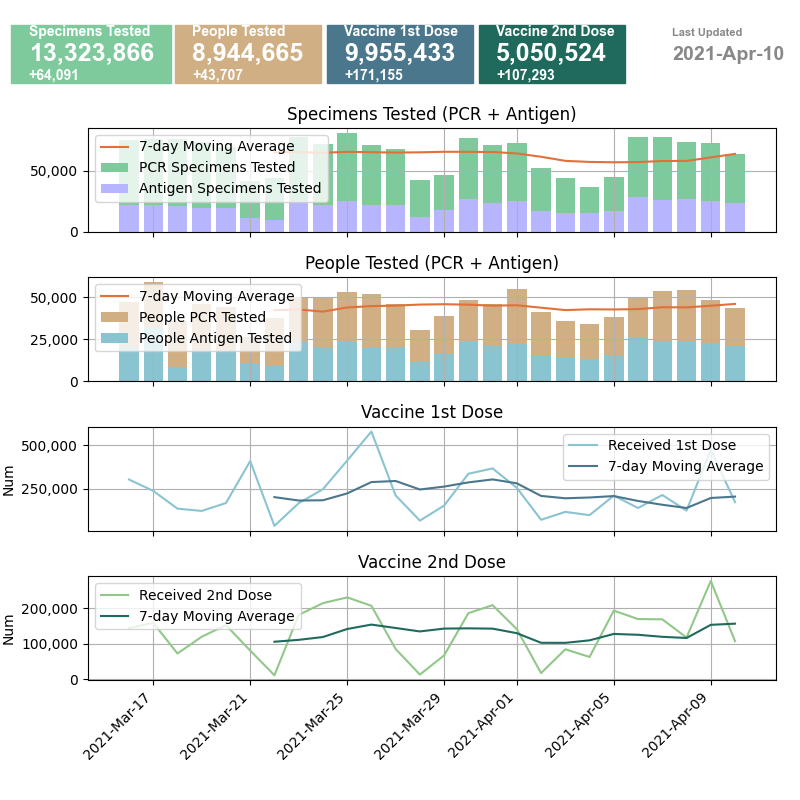 Specimens Tested
13,323,866
+64,091
People Tested
8,944,665
+43,707
Vaccine 1st Dose
9,955,433
+171,155
Vaccine 2nd Dose
5,050,524
+107,293
Last Updated
2021-Apr-10
Specimens Tested (PCR + Antigen)
7-day Moving Average
PCR Specimens Tested
Antigen Specimens Tested
50,000
0
People Tested (PCR + Antigen)
7-day Moving Average
People PCR Tested
People Antigen Tested
50,000
25,000
0
Vaccine 1st Dose
Received 1st Dose
7-day Moving Average
500,000
250,000
Num
Vaccine 2nd Dose
Received 2nd Dose
7-day Moving Average
200,000
100,000
0
Num
2021-Mar-17
2021-Mar-21
2021-Mar-25
2021-Mar-29
2021-Apr-01
2021-Apr-05
2021-Apr-09